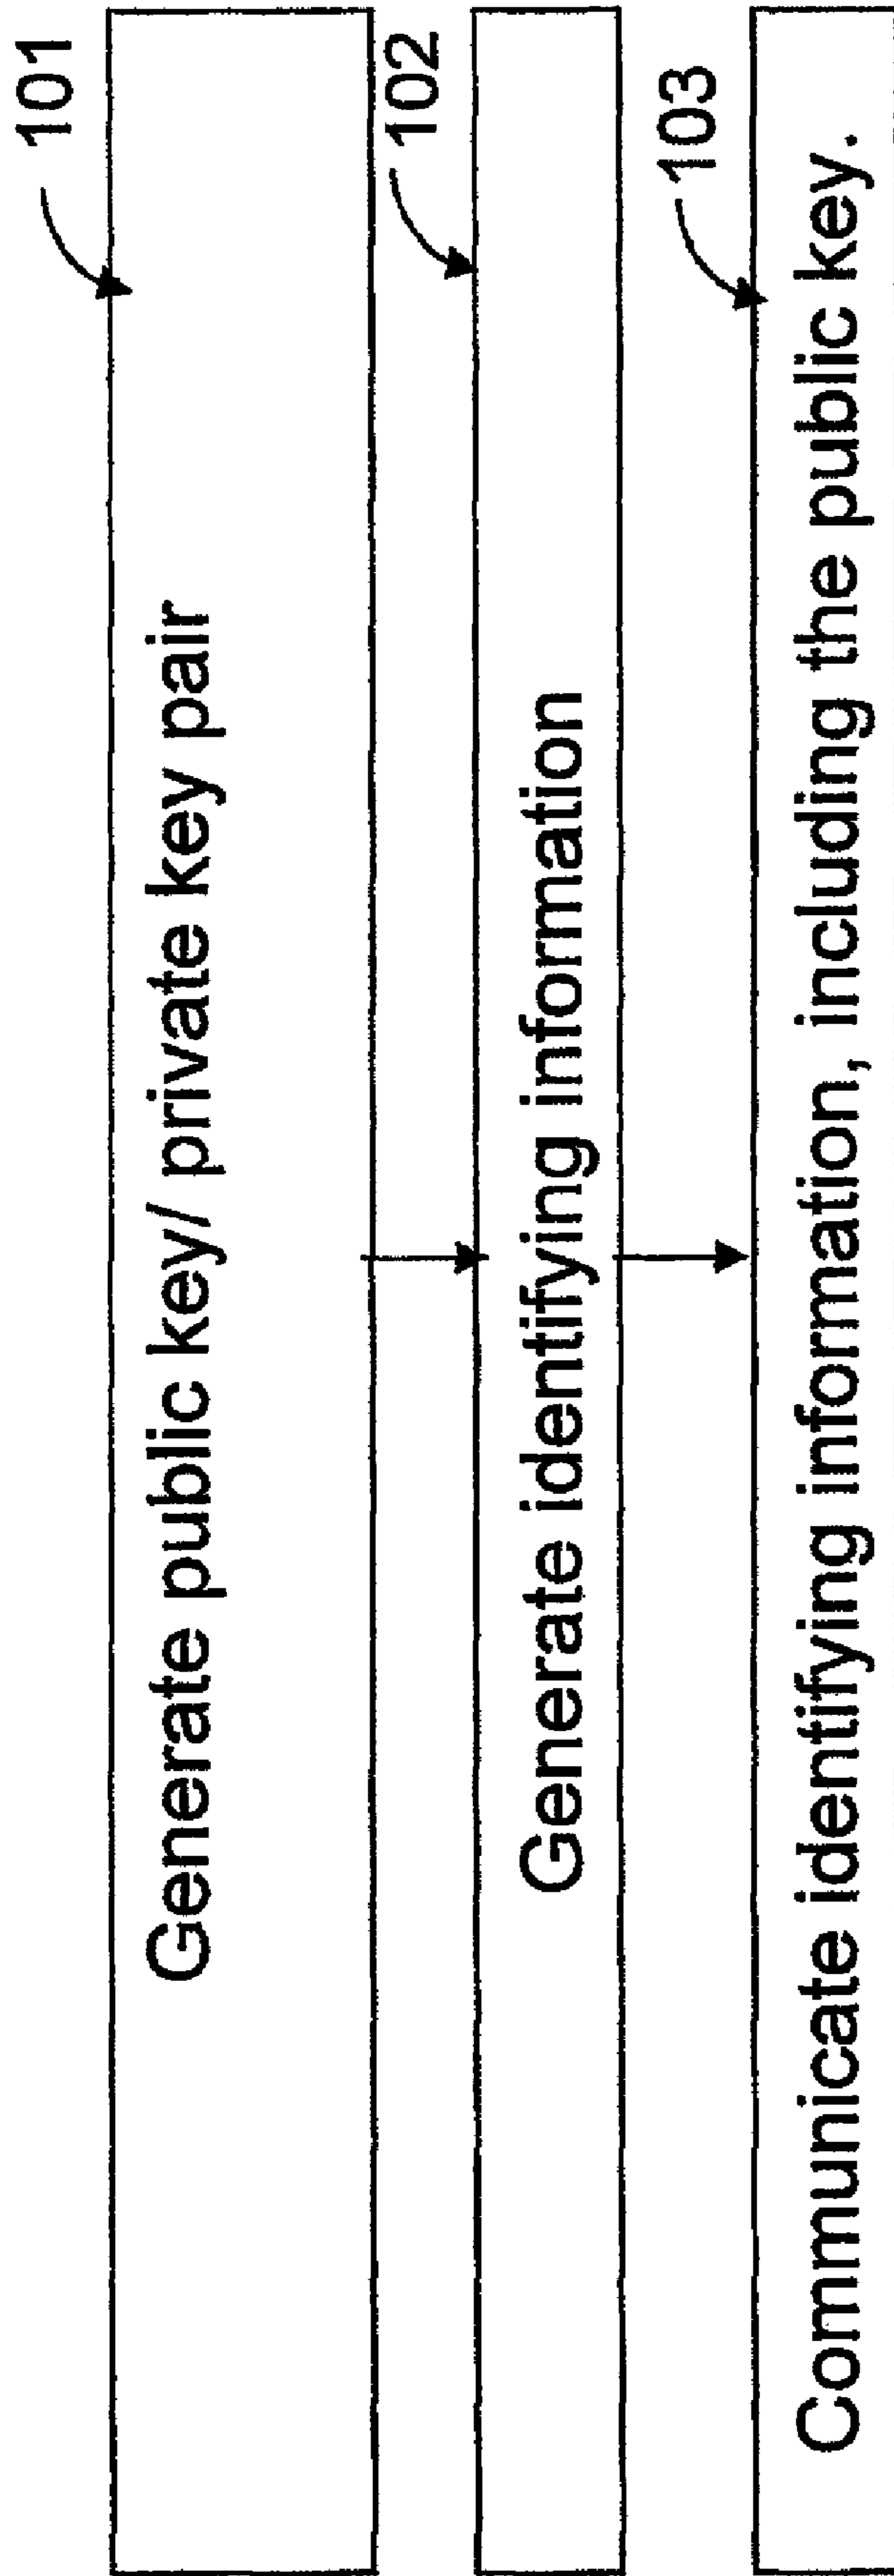 101
Generate public key/ private key pair
102
Generate identifying information
103
Communicate identifying information, including the public key.